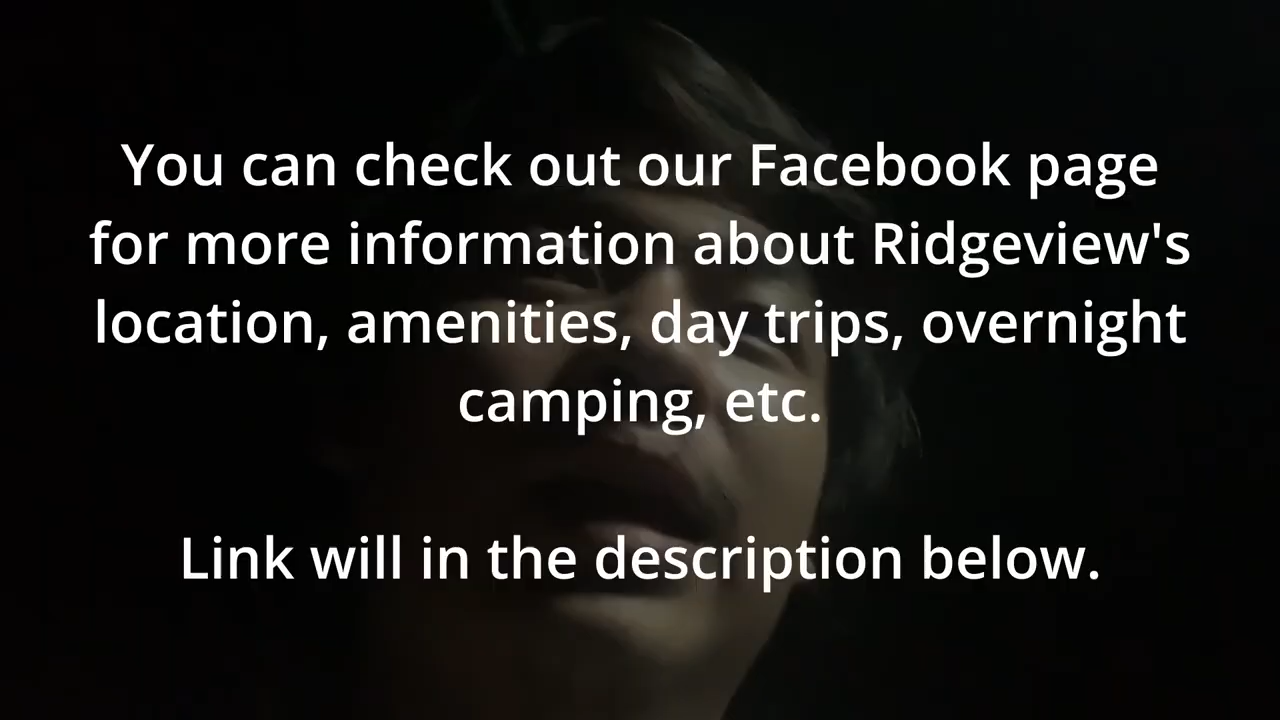 You can check out our Facebook page
for more information about Ridgeview's
location, amenities, day trips, overnight
camping, etc.
Link will in the description below.